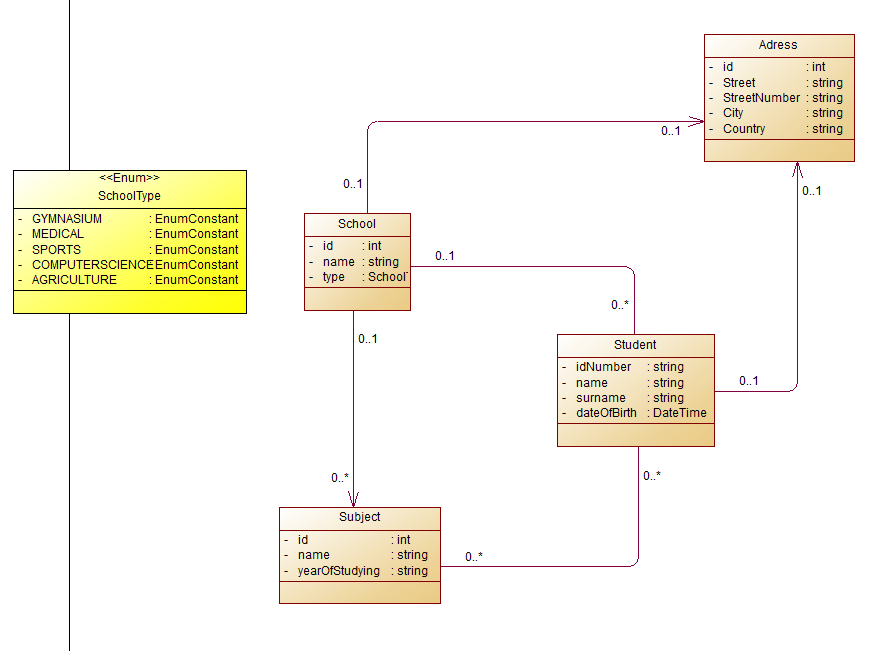 Adress
- id : int
- Street : string
- StreetNumber : string
- City : string
- Country : string
0..1
0..1
<<Enum>>
SchoolType
- GYMNASIUM : EnumConstant
- MEDICAL : EnumConstant
- SPORTS : EnumConstant
- COMPUTERSCIENCE EnumConstant
- AGRICULTURE : EnumConstant
0..1
School
- id : int
- name : string
- type : School
0..1
0..*
0..1
Student
- idNumber : string
- name : string
- surname : string
- dateOfBirth : DateTime
0..1
0..*
0..*
Subject
- id : int
- name : string
- yearOfStudying : string
0..*